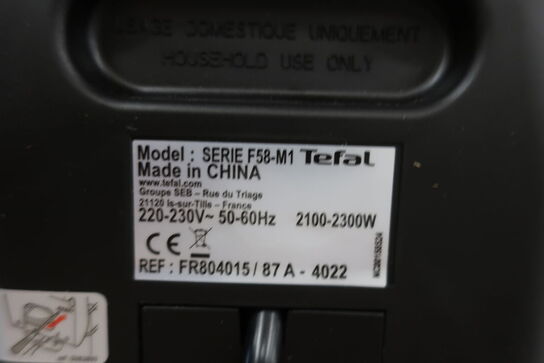 USAGE DOMESTIQUE UNIQUEMENT
HOUSEHOLD USE ONLY
Model : SERIE F58-M1 Tefal
Made in CHINA
www.tefal.com
Groupe SEB - Rue du Triage
21120 Is-sur-Tille - France
220-230V~ 50-60Hz 2100-2300W
CE
REF : FR804015 / 87 A - 4022